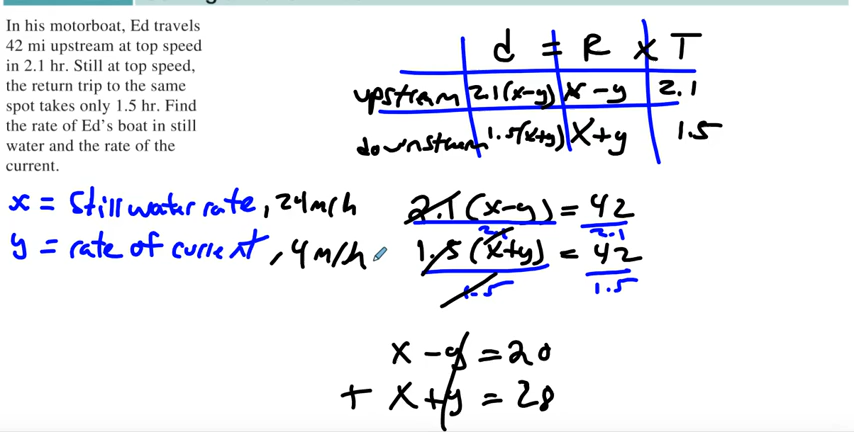 In his motorboat, Ed travels
42 mi upstream at top speed
in 2.1 hr. Still at top speed,
the return trip to the same
spot takes only 1.5 hr. Find
the rate of Ed's boat in still
water and the rate of the
current.
d = R x T
upstream 2.1(x-y) x-y 2.1
downstream 1.5(x+y) x+y 1.5
x = still water rate, 24 m/h
y = rate of current, 4 m/h
2.1(x-y) = 42
2.1 2.1
1.5(x+y) = 42
1.5 1.5
x - y = 20
+ x + y = 28